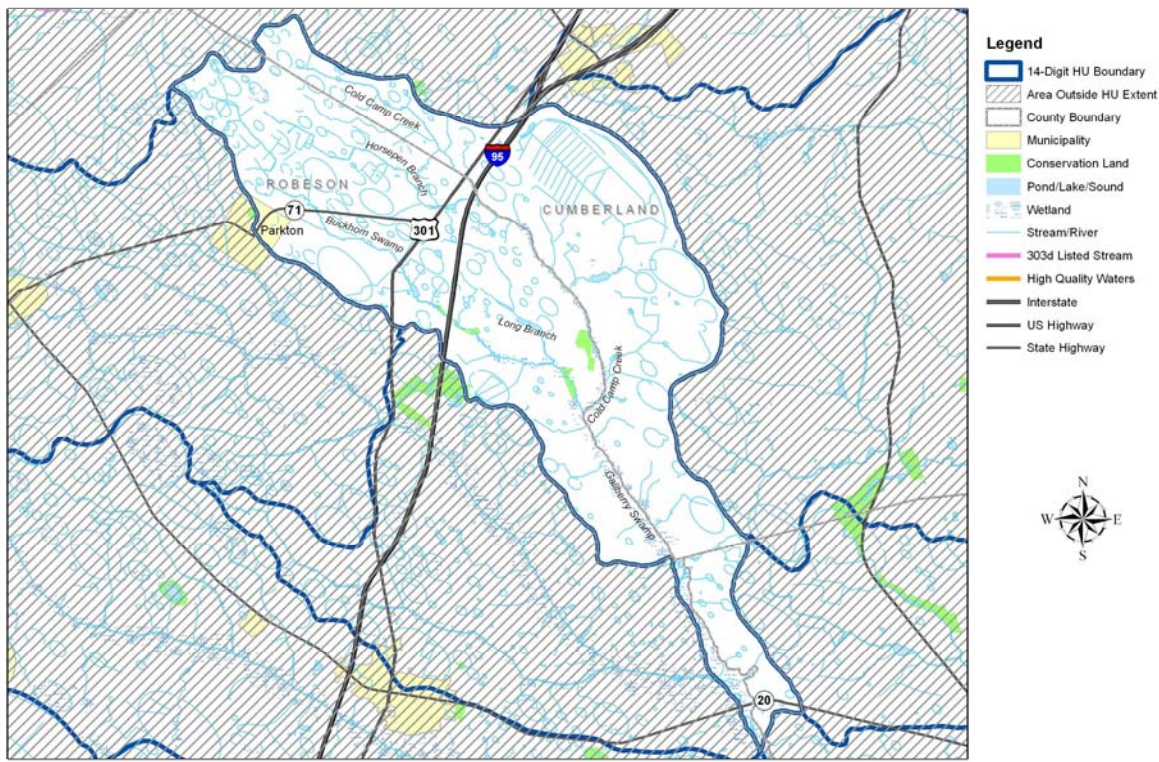 Cold Camp Creek
Horsepen Branch
95
ROBESON
71
CUMBERLAND
Buckhorn Swamp
301
Parkton
Long Branch
Cold Camp Creek
Gallberry Swamp
20
Legend
14-Digit HU Boundary
Area Outside HU Extent
County Boundary
Municipality
Conservation Land
Pond/Lake/Sound
Wetland
Stream/River
303d Listed Stream
High Quality Waters
Interstate
US Highway
State Highway
N
W E
S